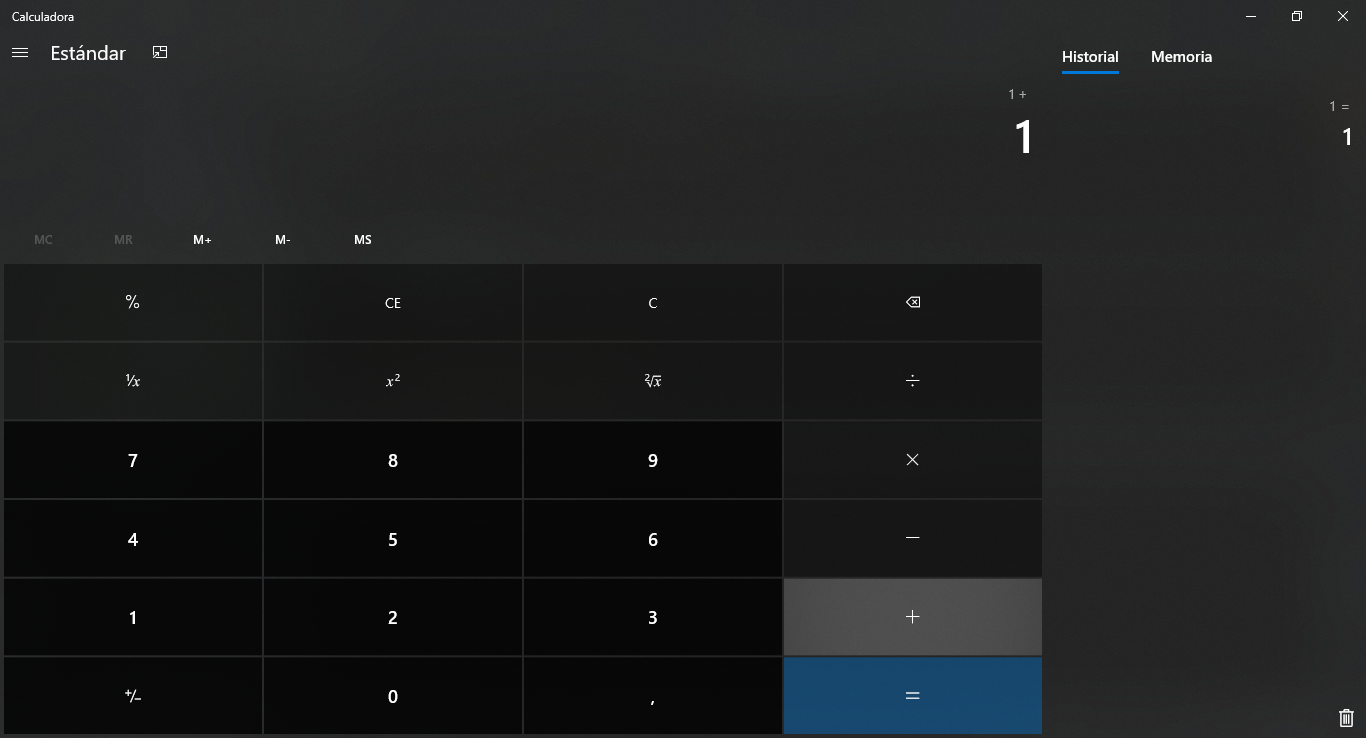 Calculadora
Estándar
Historial Memoria
1 +
1
1 =
1
MC MR M+ M- MS
% CE C
¹/x x² ²√x ÷
7 8 9 ×
4 5 6 −
1 2 3 +
+/− 0 , =